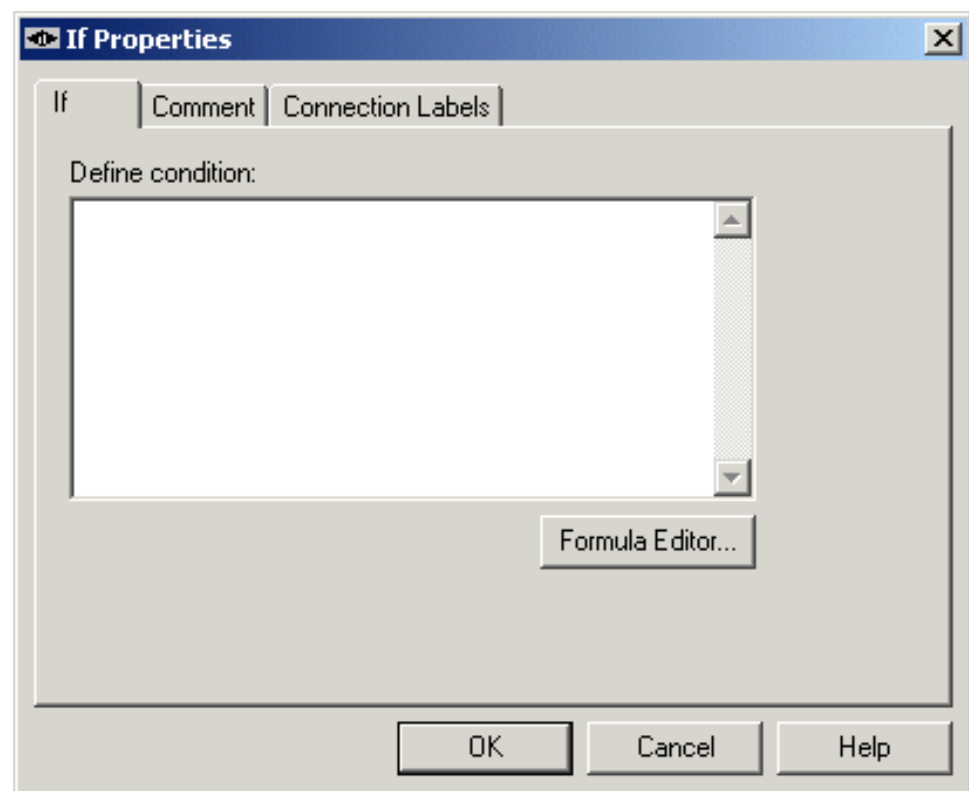 If Properties
If Comment Connection Labels
Define condition:
Formula Editor...
OK Cancel Help